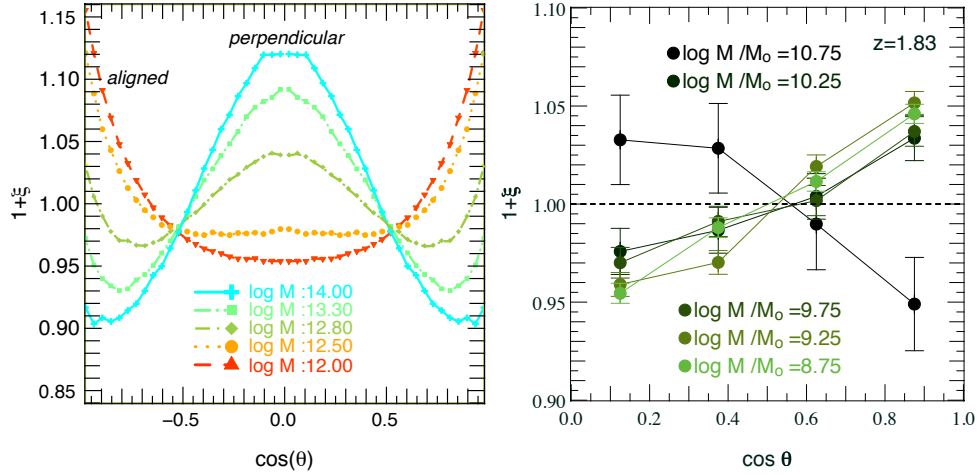 1.15
1.10
1.05
1.00
0.95
0.90
0.85
1+ξ
aligned
perpendicular
log M :14.00
log M :13.30
log M :12.80
log M :12.50
log M :12.00
−0.5
0.0
0.5
cos(θ)
1.10
1.05
1.00
0.95
0.90
1+ξ
log M /Mₒ =10.75
log M /Mₒ =10.25
z=1.83
log M /Mₒ =9.75
log M /Mₒ =9.25
log M /Mₒ =8.75
0.0
0.2
0.4
0.6
0.8
1.0
cos θ